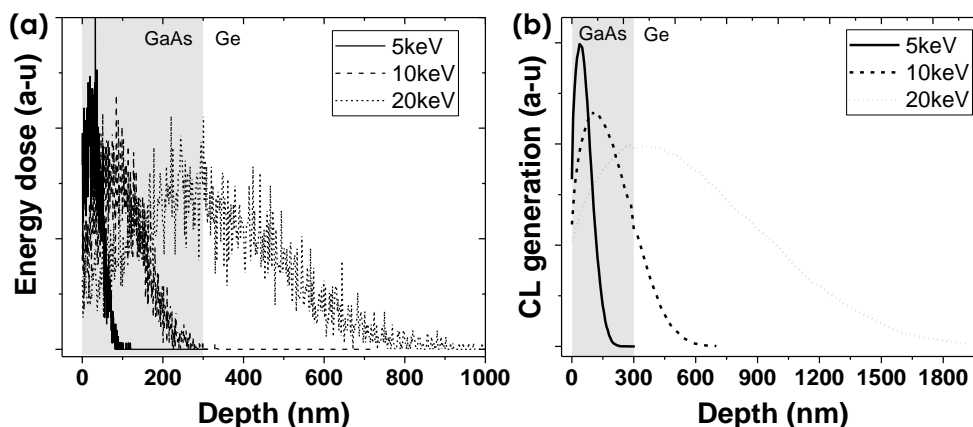 (a)
GaAs Ge
5keV
10keV
20keV
Energy dose (a-u)
0 200 400 600 800 1000
Depth (nm)
(b)
GaAs Ge
5keV
10keV
20keV
CL generation (a-u)
0 300 600 900 1200 1500 1800
Depth (nm)